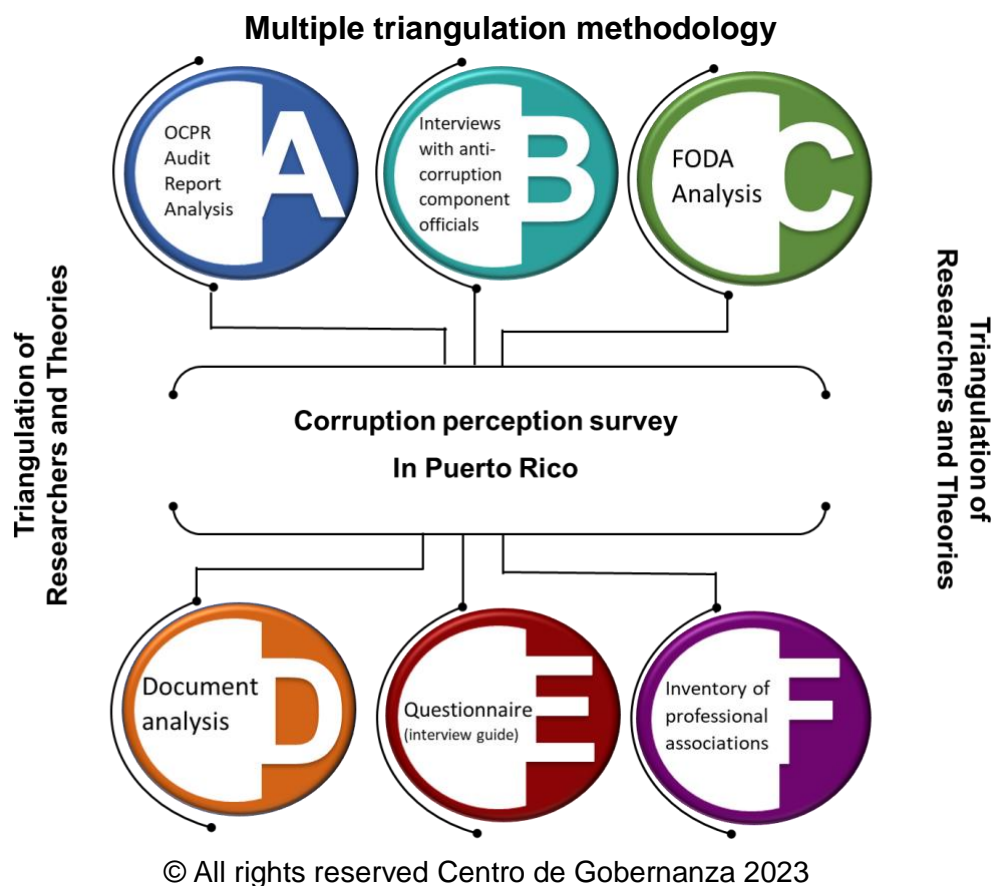 Multiple triangulation methodology
OCPR
Audit
Report
Analysis
A
Interviews
with anti-
corruption
component
officials
B
FODA
Analysis
C
Triangulation of
Researchers and Theories
Corruption perception survey
In Puerto Rico
Triangulation of
Researchers and Theories
Document
analysis
D
Questionnaire
(interview guide)
E
Inventory of
professional
associations
F
© All rights reserved Centro de Gobernanza 2023